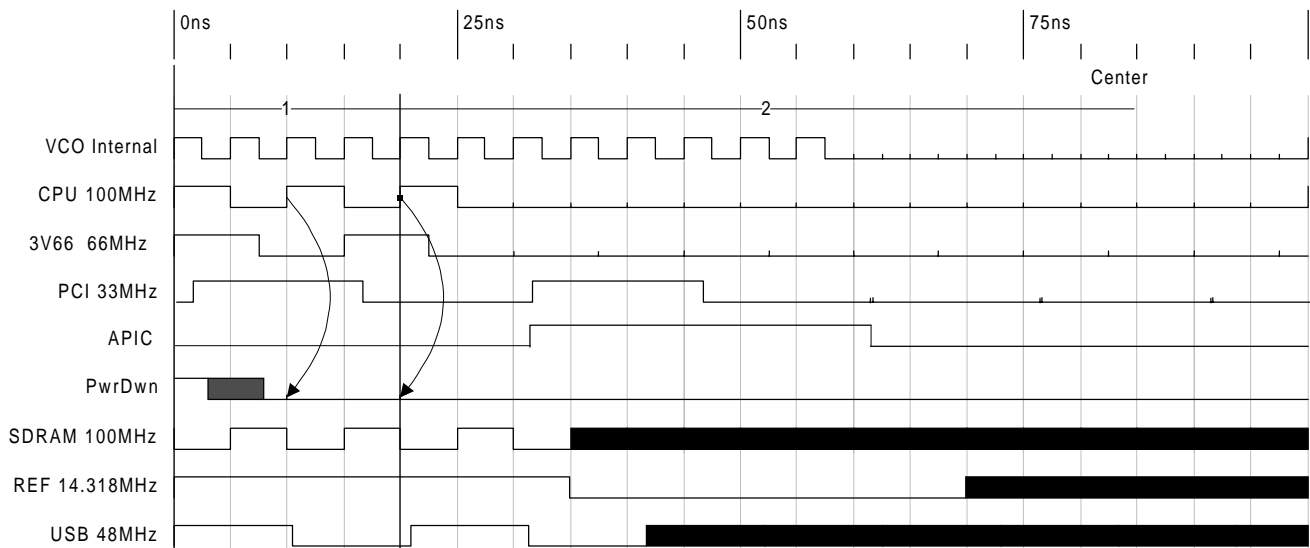 0ns 25ns 50ns 75ns
Center
1 2
VCO Internal
CPU 100MHz
3V66 66MHz
PCI 33MHz
APIC
PwrDwn
SDRAM 100MHz
REF 14.318MHz
USB 48MHz